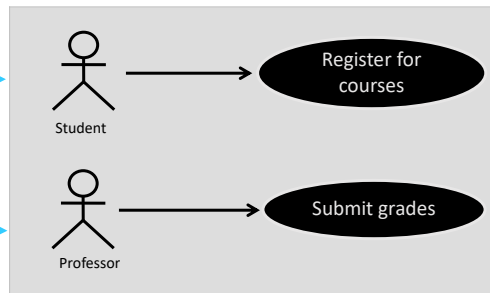 Register for
courses
Student
Submit grades
Professor